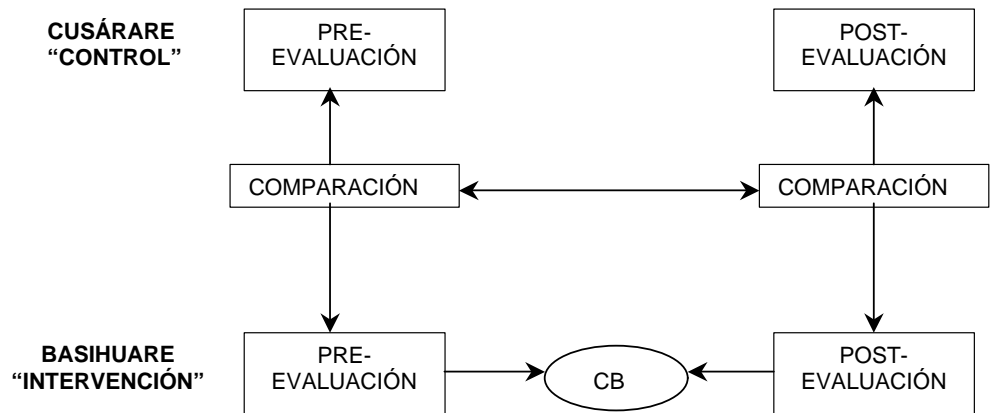 CUSÁRARE
“CONTROL”
PRE-
EVALUACIÓN
POST-
EVALUACIÓN
COMPARACIÓN
COMPARACIÓN
BASIHUARE
“INTERVENCIÓN”
PRE-
EVALUACIÓN
CB
POST-
EVALUACIÓN